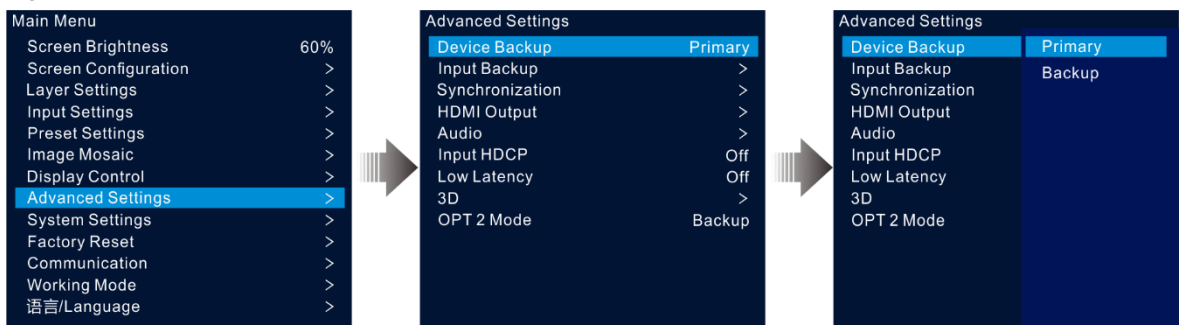 Main Menu
Screen Brightness 60%
Screen Configuration >
Layer Settings >
Input Settings >
Preset Settings >
Image Mosaic >
Display Control >
Advanced Settings >
System Settings >
Factory Reset >
Communication >
Working Mode >
语言/Language >
Advanced Settings
Device Backup Primary
Input Backup >
Synchronization >
HDMI Output >
Audio >
Input HDCP Off
Low Latency Off
3D >
OPT 2 Mode Backup
Advanced Settings
Device Backup Primary
Input Backup Backup
Synchronization
HDMI Output
Audio
Input HDCP
Low Latency
3D
OPT 2 Mode